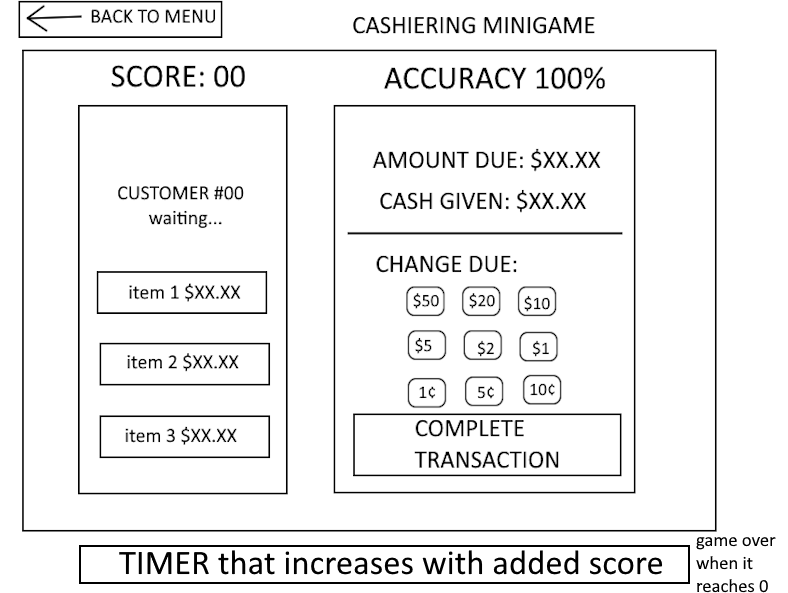 BACK TO MENU
CASHIERING MINIGAME
SCORE: 00
ACCURACY 100%
CUSTOMER #00
waiting...
item 1 $XX.XX
item 2 $XX.XX
item 3 $XX.XX
AMOUNT DUE: $XX.XX
CASH GIVEN: $XX.XX
CHANGE DUE:
$50 $20 $10
$5 $2 $1
1¢ 5¢ 10¢
COMPLETE
TRANSACTION
TIMER that increases with added score
game over
when it
reaches 0